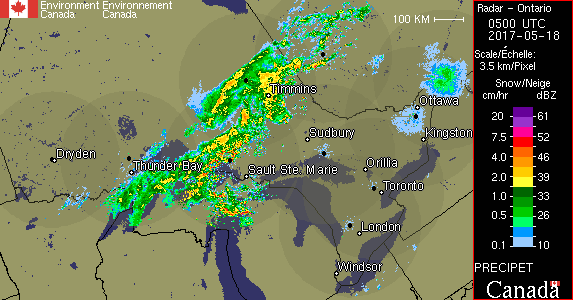 Environment Environnement
Canada Canada
100 KM
Timmins
Ottawa
Sudbury
Kingston
Dryden
Thunder Bay
Sault Ste. Marie
Orillia
Toronto
London
Windsor
Radar - Ontario
0500 UTC
2017-05-18
Scale/Échelle:
3.5 km/Pixel
Snow/Neige
cm/hr dBZ
20 61
7.5 52
4.0 46
2.0 39
1.0 33
0.5 26
0.1 10
PRECIPET
Canada